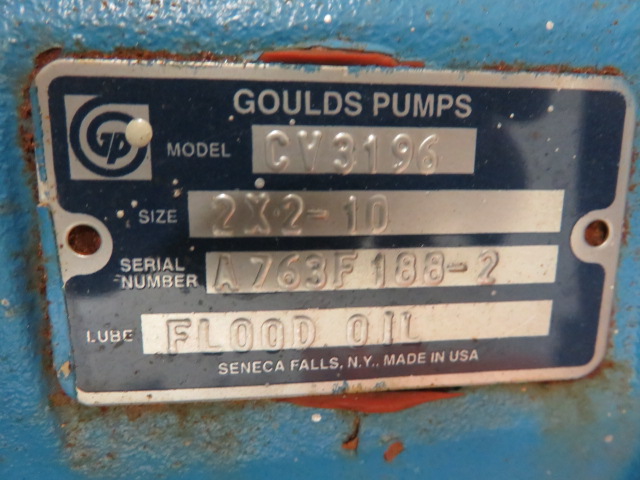 GOULDS PUMPS
MODEL CV3196
SIZE 2X2-10
SERIAL NUMBER A763F188-2
LUBE FLOOD OIL
SENECA FALLS, N.Y., MADE IN USA